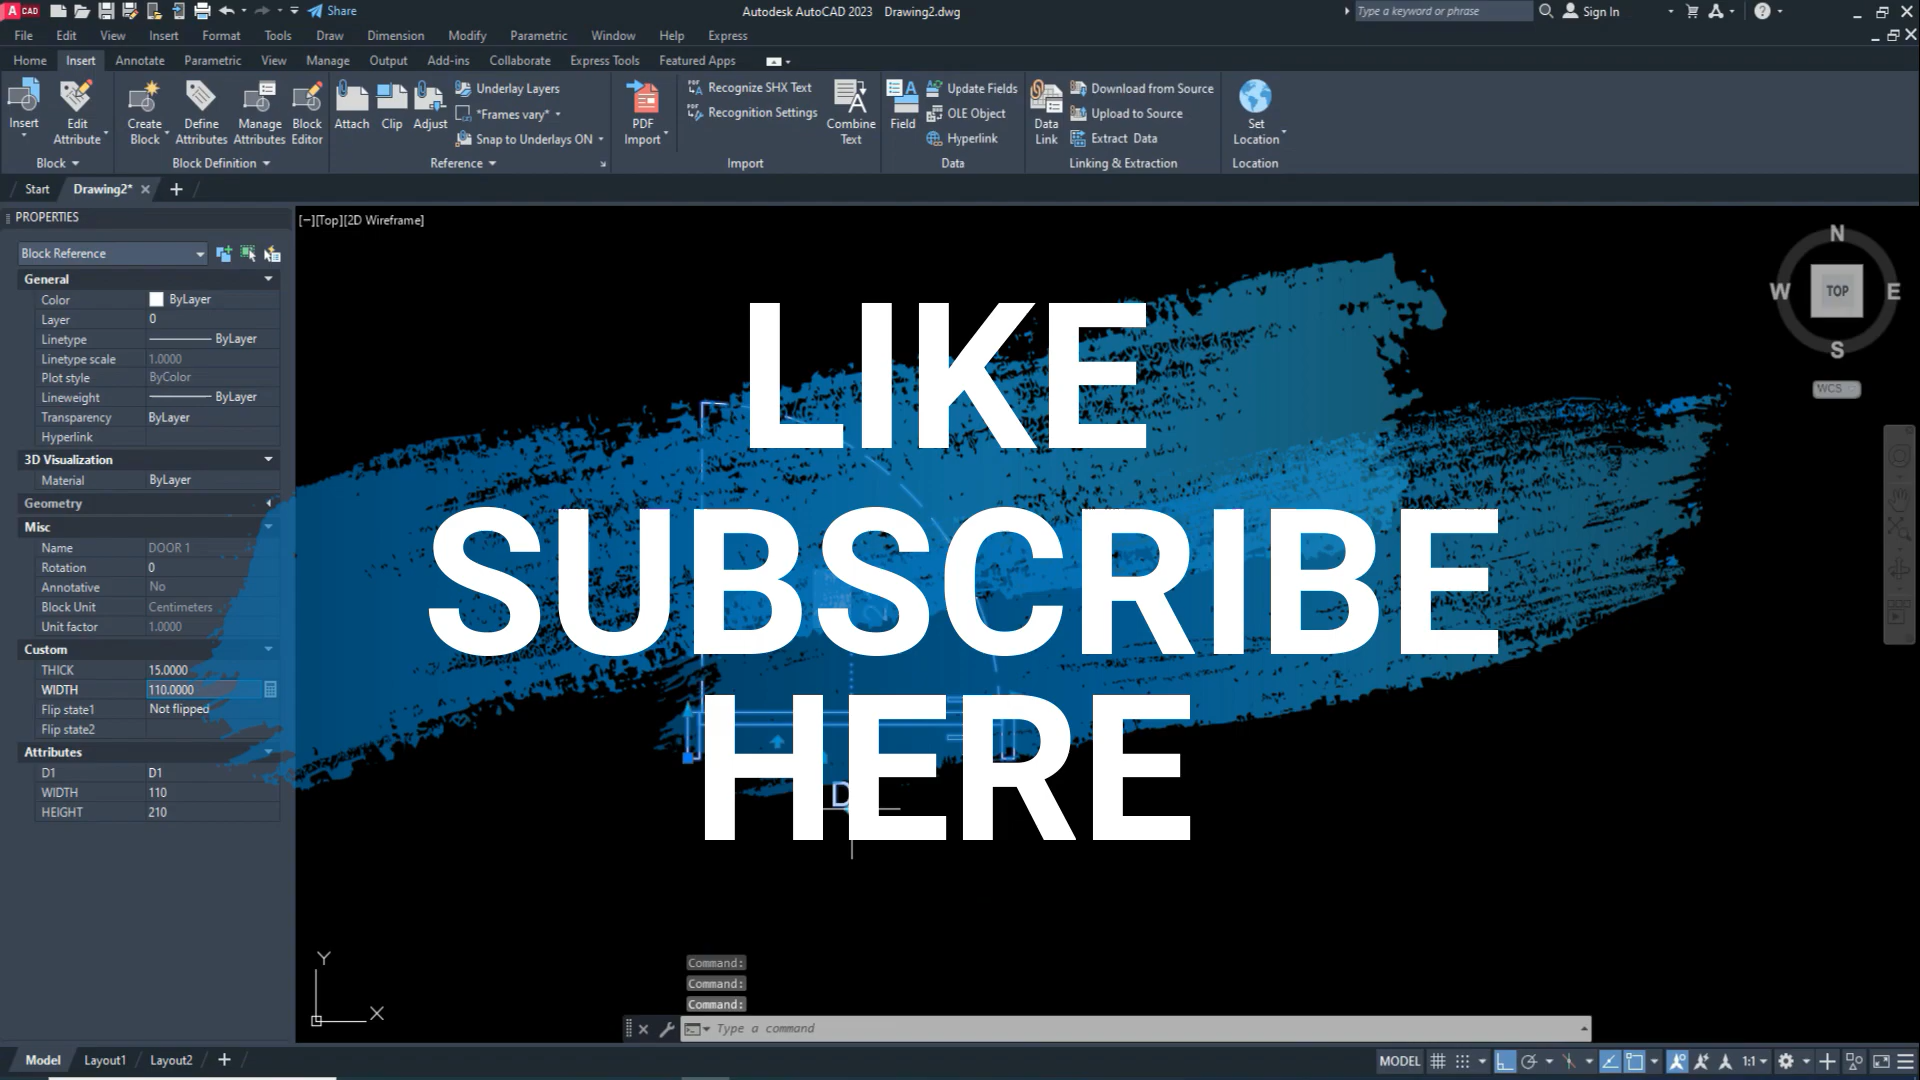 CAD
Share
Autodesk AutoCAD 2023 Drawing2.dwg
Type a keyword or phrase
Sign In
File Edit View Insert Format Tools Draw Dimension Modify Parametric Window Help Express
Home Insert Annotate Parametric View Manage Output Add-ins Collaborate Express Tools Featured Apps
Insert
Edit
Attribute
Block
Create
Block
Define
Attributes
Manage
Attributes
Block
Editor
Block Definition
Attach
Clip
Adjust
Underlay Layers
*Frames vary*
Snap to Underlays ON
Reference
PDF
Import
Recognize SHX Text
Recognition Settings
Combine
Text
Import
Field
Update Fields
OLE Object
Hyperlink
Data
Data
Link
Download from Source
Upload to Source
Extract Data
Linking & Extraction
Set
Location
Location
Start
Drawing2*
PROPERTIES
Block Reference
General
Color ByLayer
Layer 0
Linetype ByLayer
Linetype scale 1.0000
Plot style ByColor
Lineweight ByLayer
Transparency ByLayer
Hyperlink
3D Visualization
Material ByLayer
Geometry
Misc
Name DOOR 1
Rotation 0
Annotative No
Block Unit Centimeters
Unit factor 1.0000
Custom
THICK 15.0000
WIDTH 110.0000
Flip state1 Not flipped
Flip state2
Attributes
D1 D1
WIDTH 110
HEIGHT 210
[−][Top][2D Wireframe]
N
W TOP E
S
WCS
LIKE
SUBSCRIBE
HERE
D
Y
X
Command:
Command:
Command:
Type a command
Model Layout1 Layout2
MODEL
1:1